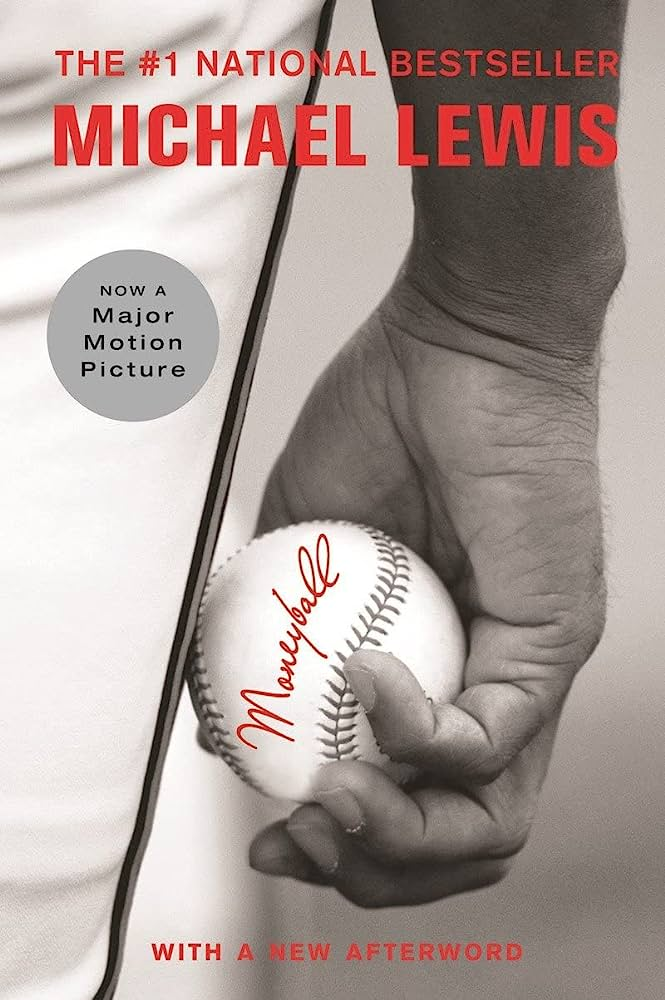 THE #1 NATIONAL BESTSELLER
MICHAEL LEWIS
NOW A
Major
Motion
Picture
Moneyball
WITH A NEW AFTERWORD